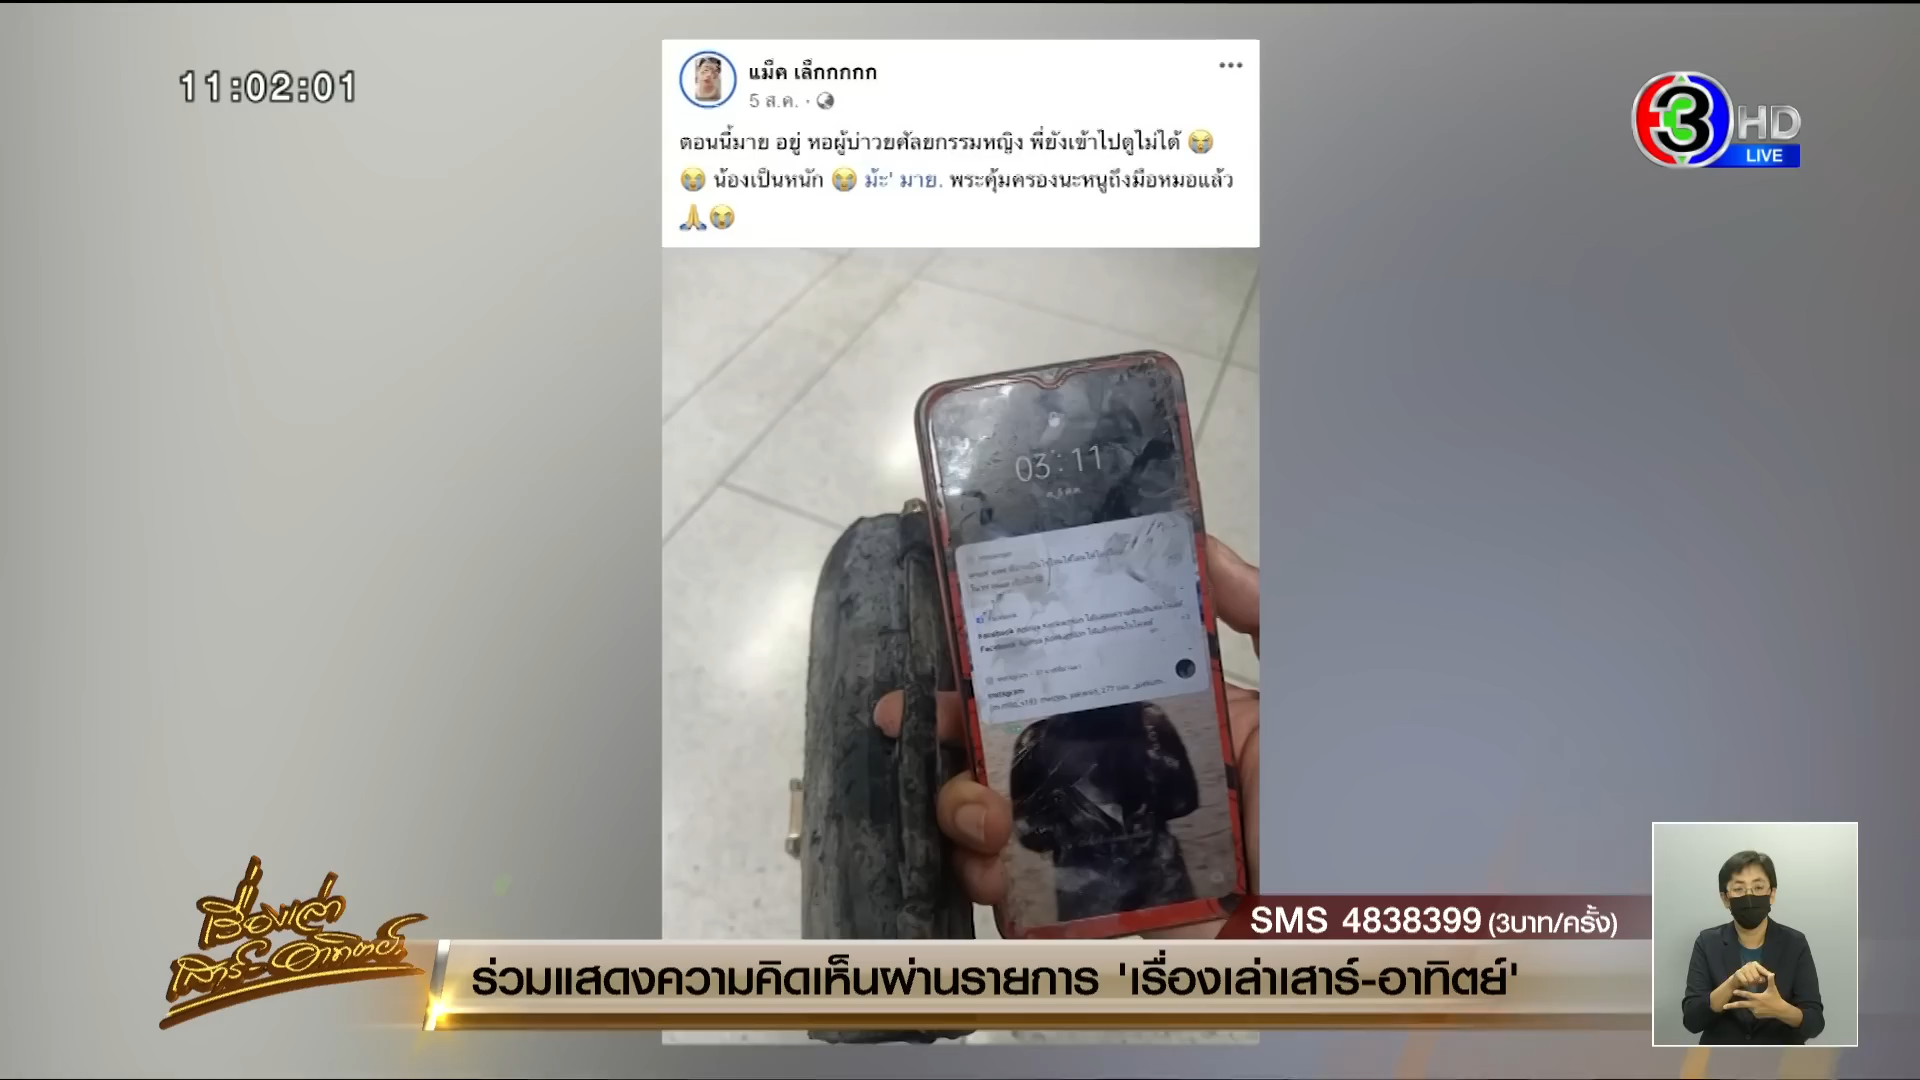 11:02:01
แม็ค เล็กกกกก
5 ส.ค.
3 HD
LIVE
ตอนนี้มาย อยู่ หอผู้ป่าวยศัลยกรรมหญิง พี่ยังเข้าไปดูไม่ได้ 😭
😭 น้องเป็นหนัก 😭 ม้ะ' มาย. พระคุ้มครองนะหนูถึงมือหมอแล้ว
🙏😭
03:11
Facebook
Instagram
SMS 4838399 (3บาท/ครั้ง)
เรื่องเล่า
เสาร์-อาทิตย์
ร่วมแสดงความคิดเห็นผ่านรายการ 'เรื่องเล่าเสาร์-อาทิตย์'